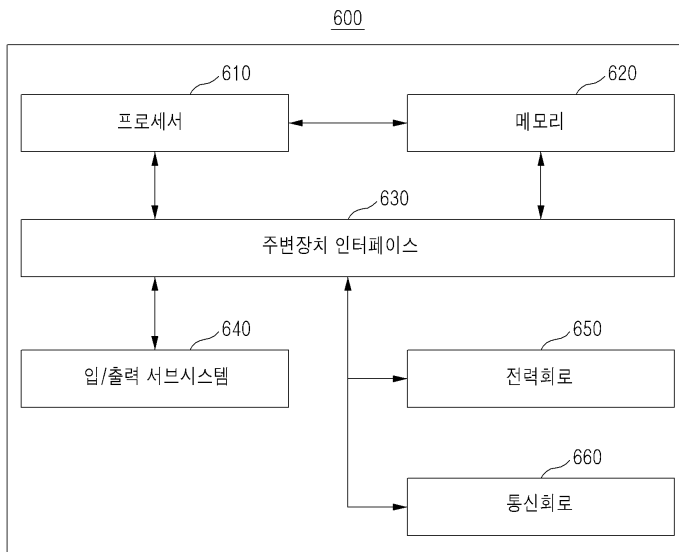 600
610
620
프로세서
메모리
630
주변장치 인터페이스
640
650
입/출력 서브시스템
전력회로
660
통신회로